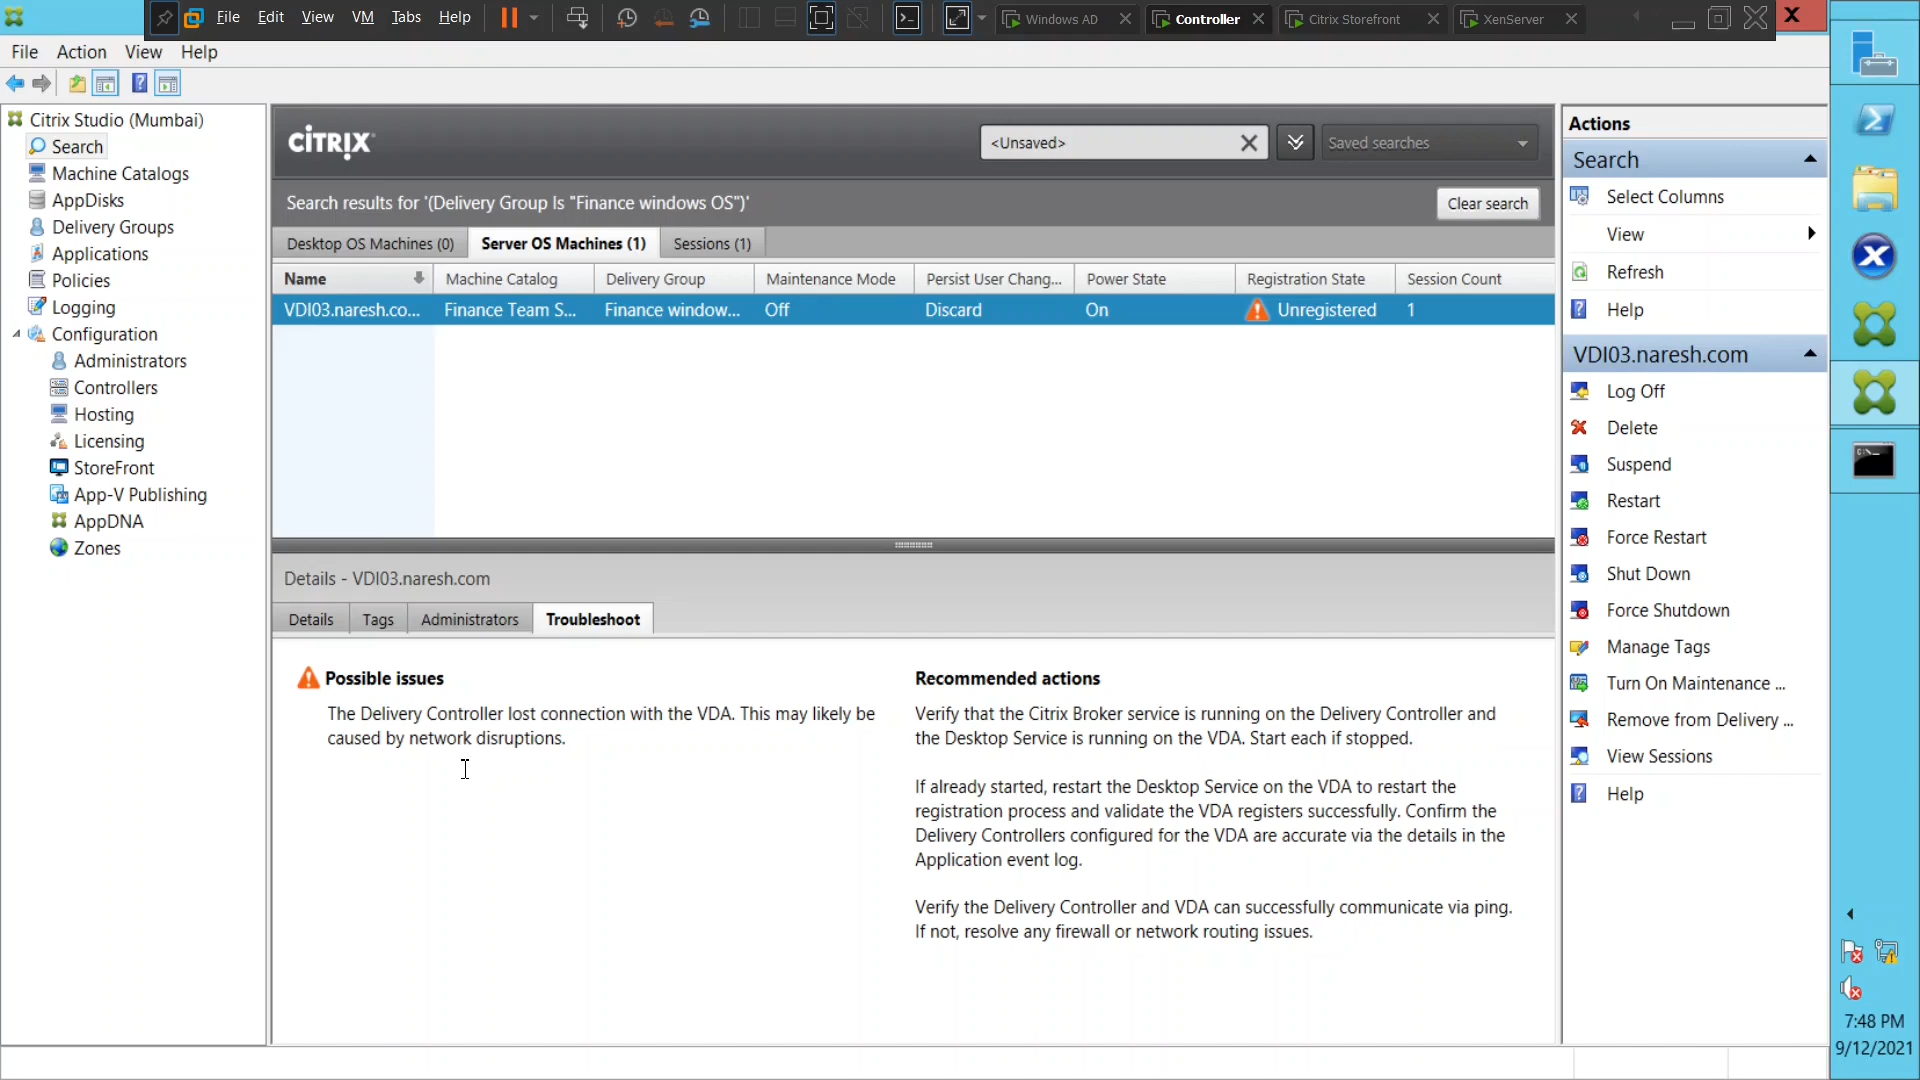 File Edit View VM Tabs Help Windows AD Controller Citrix Storefront XenServer
File Action View Help
Citrix Studio (Mumbai)
Search
Machine Catalogs
AppDisks
Delivery Groups
Applications
Policies
Logging
Configuration
Administrators
Controllers
Hosting
Licensing
StoreFront
App-V Publishing
AppDNA
Zones
CITRIX
<Unsaved> Saved searches
Search results for '(Delivery Group Is "Finance windows OS")' Clear search
Desktop OS Machines (0) Server OS Machines (1) Sessions (1)
Name Machine Catalog Delivery Group Maintenance Mode Persist User Chang... Power State Registration State Session Count
VDI03.naresh.co... Finance Team S... Finance window... Off Discard On Unregistered 1
Details - VDI03.naresh.com
Details Tags Administrators Troubleshoot
Possible issues
The Delivery Controller lost connection with the VDA. This may likely be
caused by network disruptions.
Recommended actions
Verify that the Citrix Broker service is running on the Delivery Controller and
the Desktop Service is running on the VDA. Start each if stopped.
If already started, restart the Desktop Service on the VDA to restart the
registration process and validate the VDA registers successfully. Confirm the
Delivery Controllers configured for the VDA are accurate via the details in the
Application event log.
Verify the Delivery Controller and VDA can successfully communicate via ping.
If not, resolve any firewall or network routing issues.
Actions
Search
Select Columns
View
Refresh
Help
VDI03.naresh.com
Log Off
Delete
Suspend
Restart
Force Restart
Shut Down
Force Shutdown
Manage Tags
Turn On Maintenance ...
Remove from Delivery ...
View Sessions
Help
7:48 PM
9/12/2021